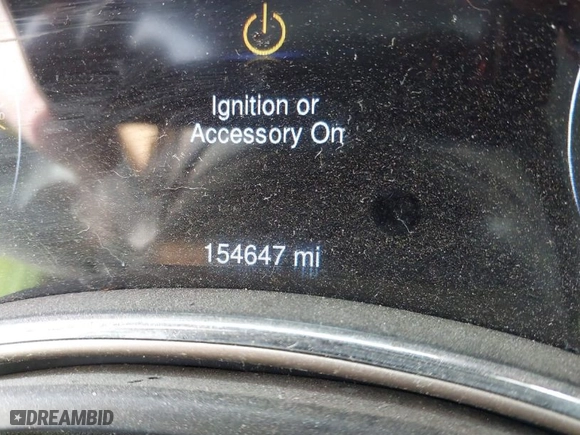 Ignition or
Accessory On
154647 mi
DREAMBID